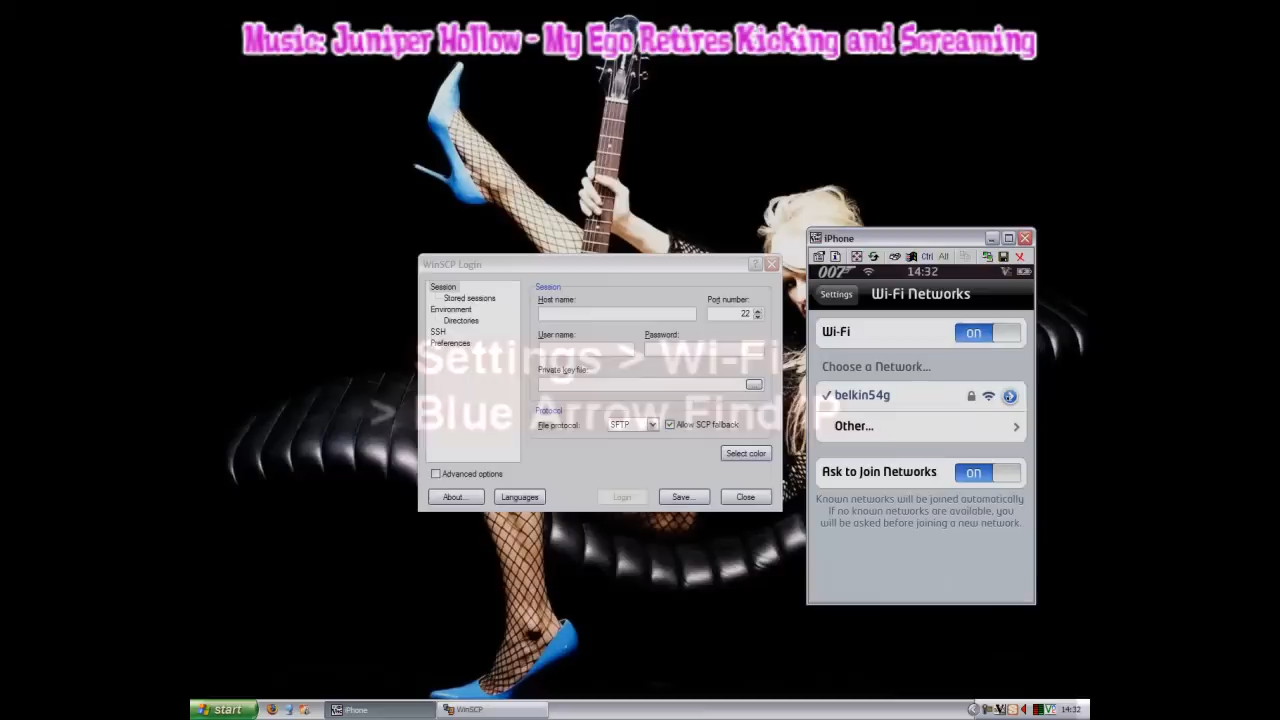 Music: Juniper Hollow - My Ego Retires Kicking and Screaming
iPhone
Ctrl Alt
007 14:32
Settings Wi-Fi Networks
Wi-Fi ON
Choose a Network...
belkin54g
Other...
Ask to Join Networks ON
Known networks will be joined automatically
If no known networks are available, you
will be asked before joining a new network.
WinSCP Login
Session
Stored sessions
Environment
Directories
SSH
Preferences
Session
Host name: Port number:
22
User name: Password:
Private key file:
...
Protocol
File protocol: SFTP Allow SCP fallback
Select color
Advanced options
About... Languages Login Save... Close
Settings > Wi-Fi
> Blue Arrow Find IP
start iPhone WinSCP 14:32